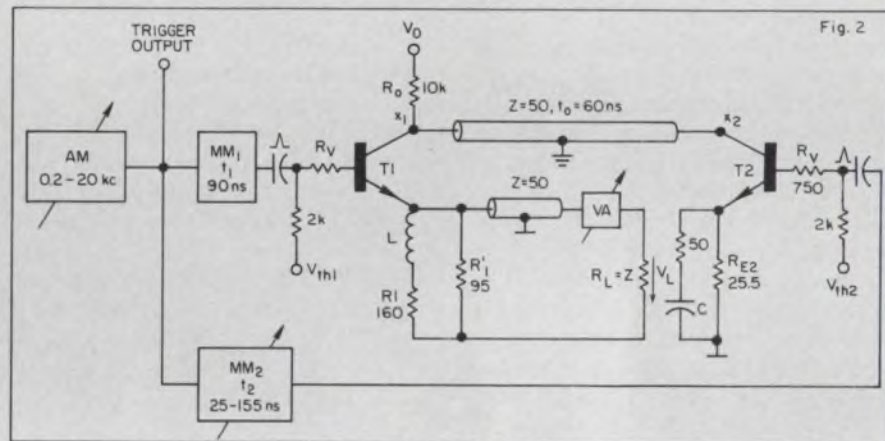 Fig. 2
TRIGGER
OUTPUT
V0
R0 10k
x1
Z=50, t0=60ns
x2
AM
0.2–20 kc
MM1
t1
90 ns
RV
T1
2k
Vth1
Z=50
VA
L
R1
160
R'1
95
RL=Z
VL
50
C
RE2
25.5
T2
RV
750
2k
Vth2
MM2
t2
25–155 ns